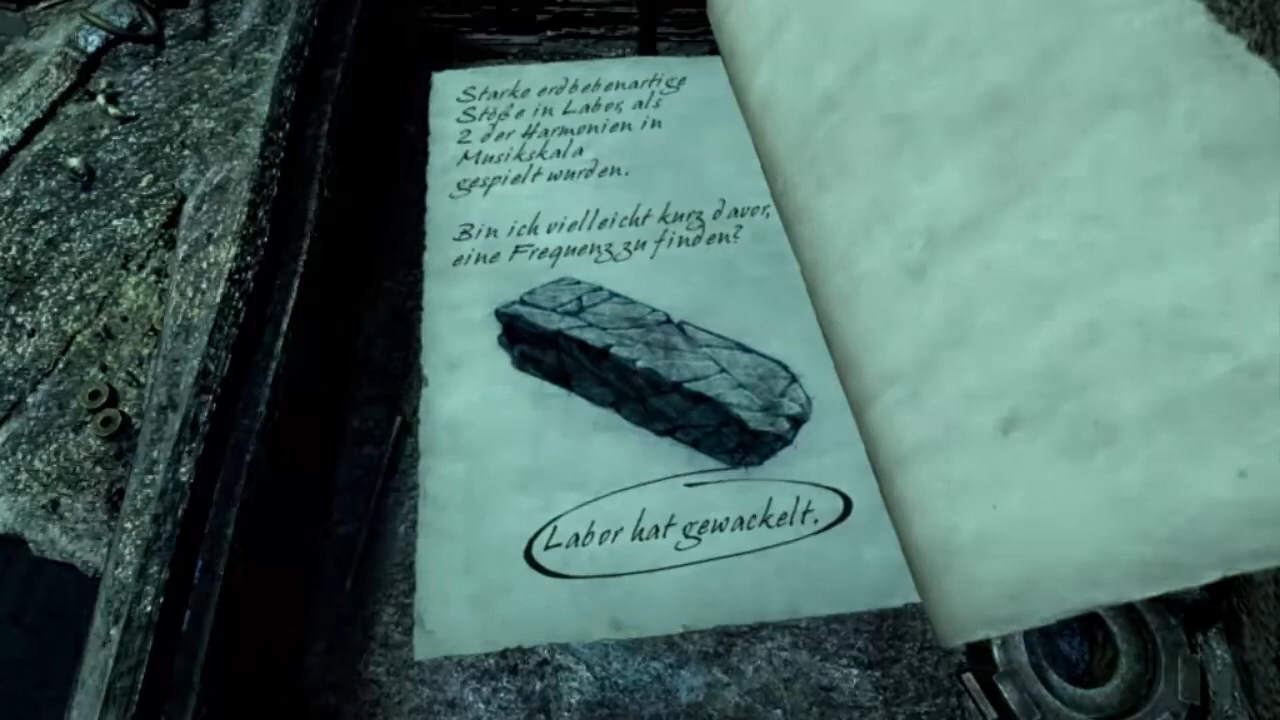 Starke erdbebenartige
Stöße in Labor, als
2 der Harmonien in
Musikskala
gespielt wurden.
Bin ich vielleicht kurz davor,
eine Frequenz zu finden?
Labor hat gewackelt.